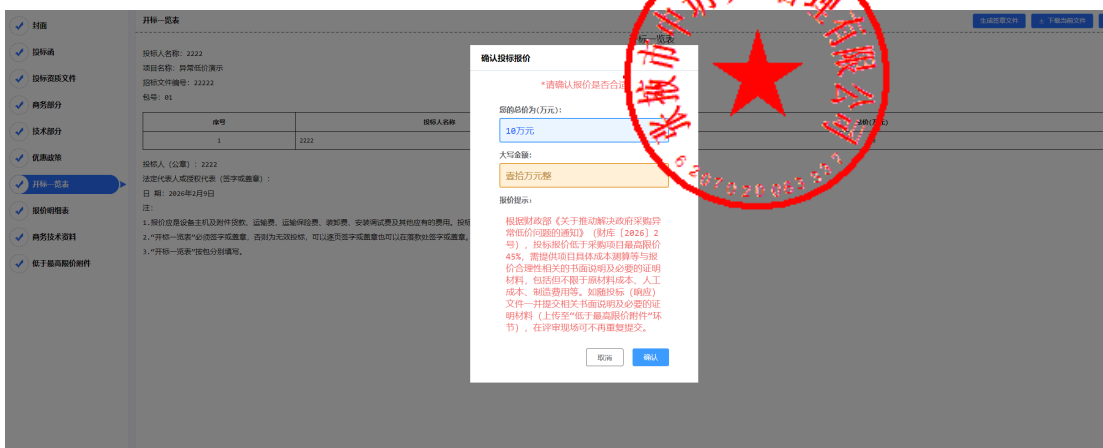 封面
投标函
投标资质文件
商务部分
技术部分
优惠政策
开标一览表
报价明细表
商务技术资料
低于最高限价附件
开标一览表
生成签章文件
下载当前文件
标一览表
投标人名称: 2222
项目名称: 异常低价演示
招标文件编号: 22222
包号: 01
序号
投标人名称
1
2222
投标人（公章）: 2222
法定代表人或授权代表（签字或盖章）:
日 期: 2026年2月9日
注:
1.报价应是设备主机及附件货款、运输费、运输保险费、装卸费、安装调试费及其他应有的费用。投标
2."开标一览表"必须签字或盖章，否则为无效投标，可以逐页签字或盖章也可以在落款处签字或盖章。
3."开标一览表"按包分别填写。
确认投标报价
*请确认报价是否合适
您的总价为(万元):
10万元
大写金额:
壹拾万元整
报价提示:
根据财政部《关于推动解决政府采购异
常低价问题的通知》（财库〔2026〕2
号），投标报价低于采购项目最高限价
45%，需提供项目具体成本测算等与报
价合理性相关的书面说明及必要的证明
材料，包括但不限于原材料成本、人工
成本、制造费用等。如随投标（响应）
文件一并提交相关书面说明及必要的证
明材料（上传至"低于最高限价附件"环
节），在评审现场可不再重复提交。
取消
确认